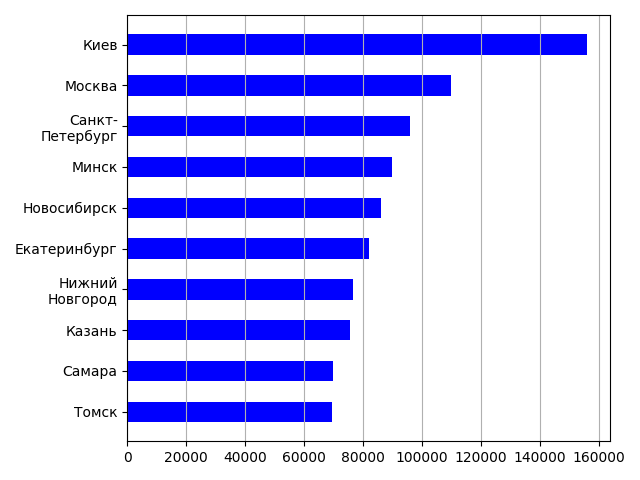 Киев
Москва
Санкт-
Петербург
Минск
Новосибирск
Екатеринбург
Нижний
Новгород
Казань
Самара
Томск
0 20000 40000 60000 80000 100000 120000 140000 160000